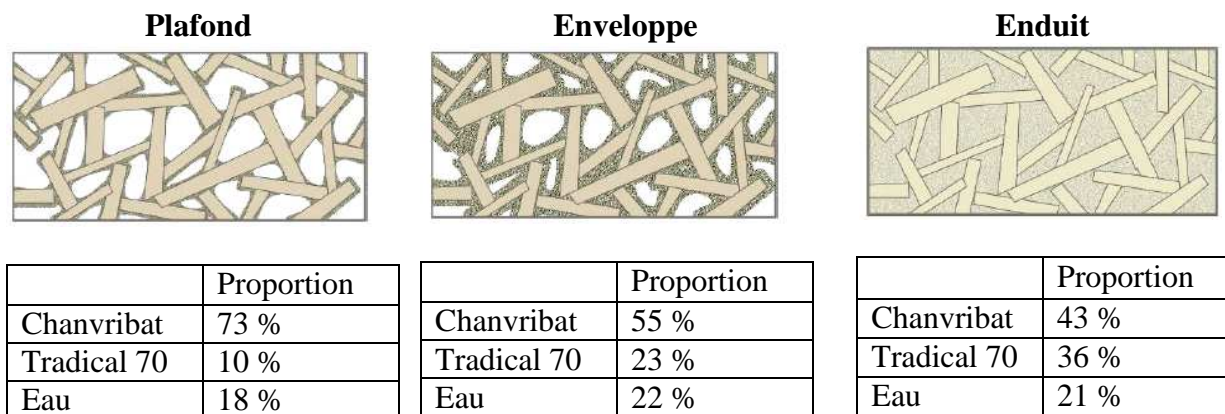 Plafond
Enveloppe
Enduit
Proportion
Chanvribat 73 %
Tradical 70 10 %
Eau 18 %
Proportion
Chanvribat 55 %
Tradical 70 23 %
Eau 22 %
Proportion
Chanvribat 43 %
Tradical 70 36 %
Eau 21 %